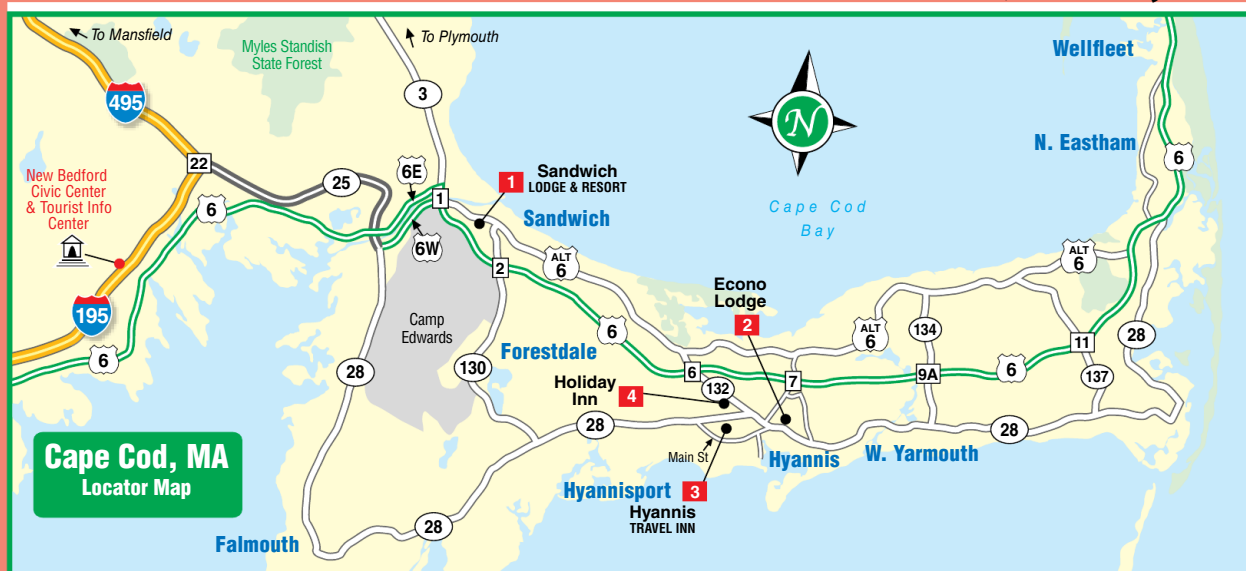 To Mansfield
To Plymouth
Myles Standish
State Forest
Wellfleet
495
3
N. Eastham
22
6E
Sandwich
1
LODGE & RESORT
6
New Bedford
Civic Center
& Tourist Info
Center
25
1
6
6W
Sandwich
Cape Cod
Bay
N
ALT
6
ALT
6
2
Econo
Lodge
2
195
Camp
Edwards
6
ALT
6
134
28
11
6
Forestdale
28
130
6
7
9A
6
137
132
Holiday
Inn
4
28
28
Cape Cod, MA
Locator Map
Main St
Hyannis
W. Yarmouth
Hyannisport
3
Hyannis
TRAVEL INN
28
Falmouth